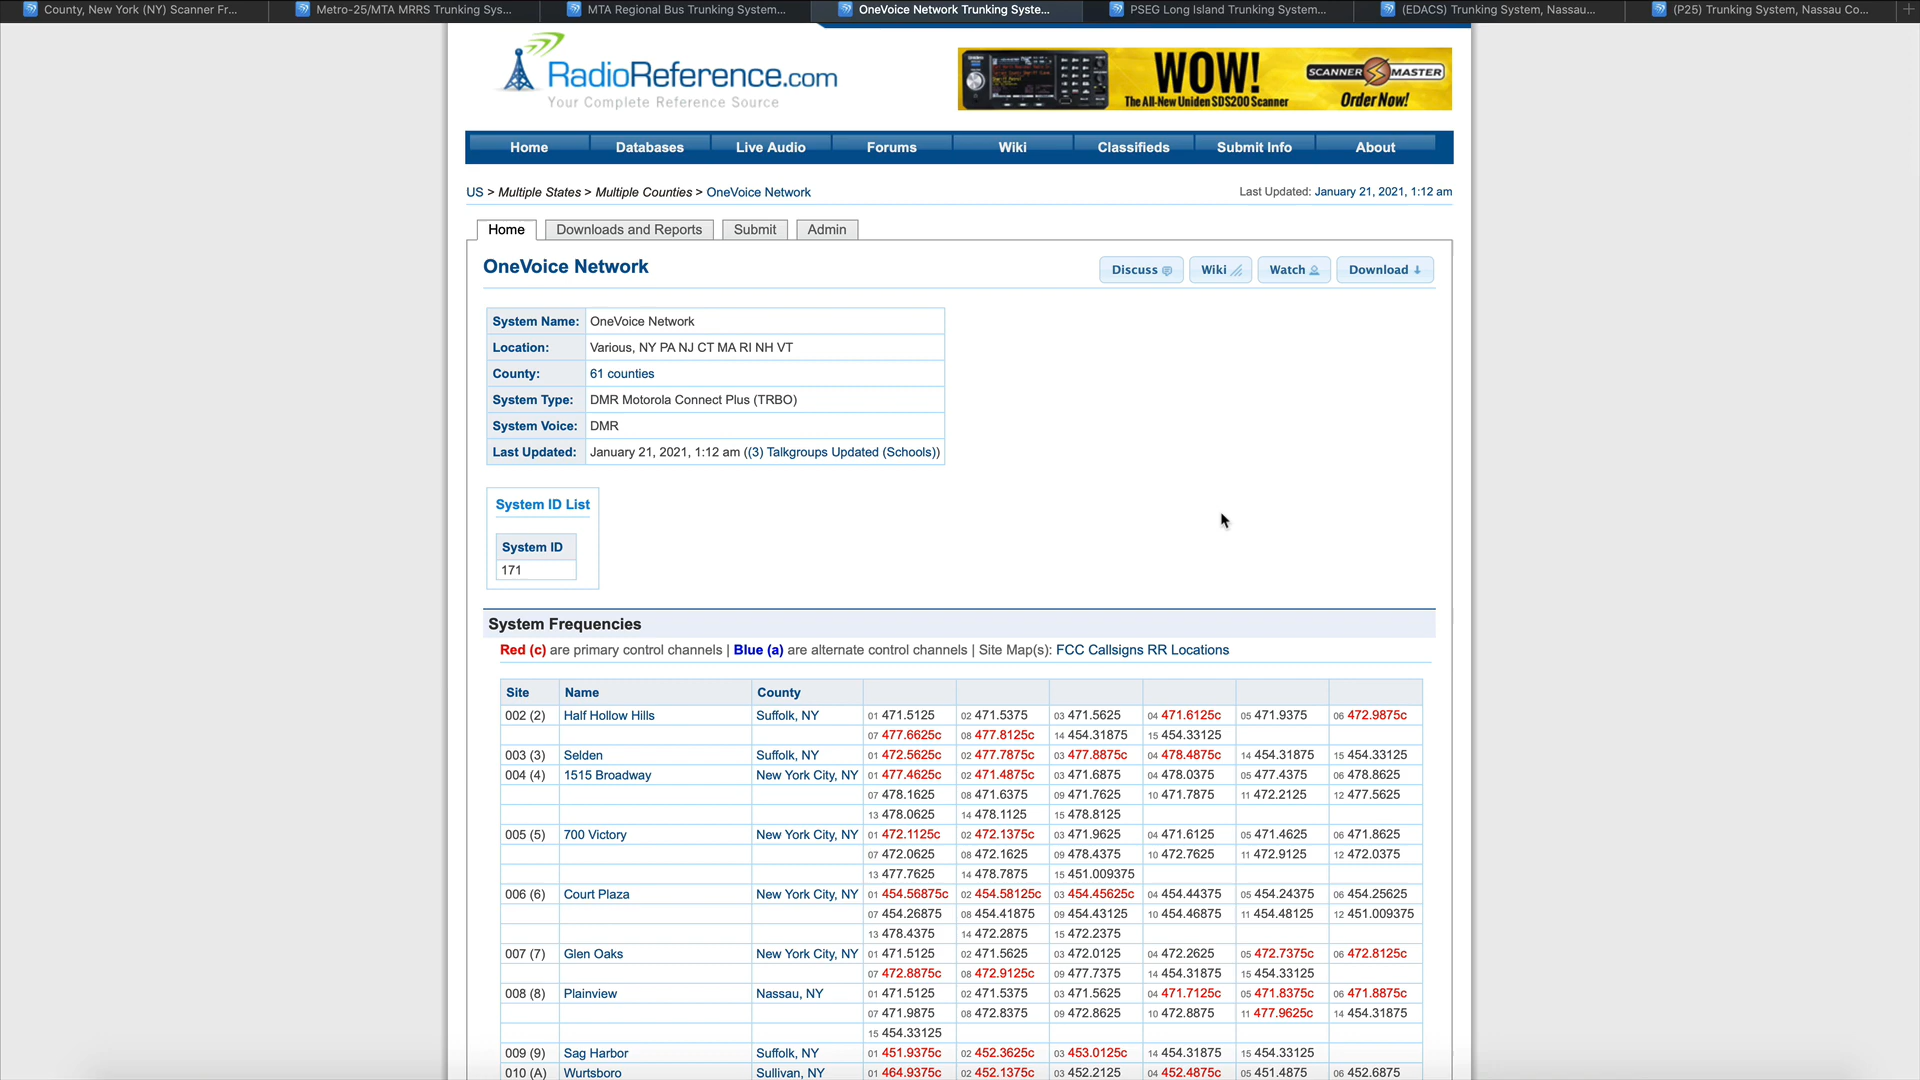 County, New York (NY) Scanner Fr...
Metro-25/MTA MRRS Trunking Sys...
MTA Regional Bus Trunking System...
OneVoice Network Trunking Syste...
PSEG Long Island Trunking System...
(EDACS) Trunking System, Nassau...
(P25) Trunking System, Nassau Co...
RadioReference.com
Your Complete Reference Source
WOW!
The All-New Uniden SDS200 Scanner
SCANNER MASTER
Order Now!
Home Databases Live Audio Forums Wiki Classifieds Submit Info About
US > Multiple States > Multiple Counties > OneVoice Network
Last Updated: January 21, 2021, 1:12 am
Home Downloads and Reports Submit Admin
OneVoice Network
Discuss Wiki Watch Download
System Name: OneVoice Network
Location: Various, NY PA NJ CT MA RI NH VT
County: 61 counties
System Type: DMR Motorola Connect Plus (TRBO)
System Voice: DMR
Last Updated: January 21, 2021, 1:12 am ((3) Talkgroups Updated (Schools))
System ID List
System ID
171
System Frequencies
Red (c) are primary control channels | Blue (a) are alternate control channels | Site Map(s): FCC Callsigns RR Locations
Site Name County
002 (2) Half Hollow Hills Suffolk, NY 01 471.5125 02 471.5375 03 471.5625 04 471.6125c 05 471.9375 06 472.9875c
07 477.6625c 08 477.8125c 14 454.31875 15 454.33125
003 (3) Selden Suffolk, NY 01 472.5625c 02 477.7875c 03 477.8875c 04 478.4875c 14 454.31875 15 454.33125
004 (4) 1515 Broadway New York City, NY 01 477.4625c 02 471.4875c 03 471.6875 04 478.0375 05 477.4375 06 478.8625
07 478.1625 08 471.6375 09 471.7625 10 471.7875 11 472.2125 12 477.5625
13 478.0625 14 478.1125 15 478.8125
005 (5) 700 Victory New York City, NY 01 472.1125c 02 472.1375c 03 471.9625 04 471.6125 05 471.4625 06 471.8625
07 472.0625 08 472.1625 09 478.4375 10 472.7625 11 472.9125 12 472.0375
13 477.7625 14 478.7875 15 451.009375
006 (6) Court Plaza New York City, NY 01 454.56875c 02 454.58125c 03 454.45625c 04 454.44375 05 454.24375 06 454.25625
07 454.26875 08 454.41875 09 454.43125 10 454.46875 11 454.48125 12 451.009375
13 478.4375 14 472.2875 15 472.2375
007 (7) Glen Oaks New York City, NY 01 471.5125 02 471.5625 03 472.0125 04 472.2625 05 472.7375c 06 472.8125c
07 472.8875c 08 472.9125c 09 477.7375 14 454.31875 15 454.33125
008 (8) Plainview Nassau, NY 01 471.5125 02 471.5375 03 471.5625 04 471.7125c 05 471.8375c 06 471.8875c
07 471.9875 08 472.8375 09 472.8625 10 472.8875 11 477.9625c 14 454.31875
15 454.33125
009 (9) Sag Harbor Suffolk, NY 01 451.9375c 02 452.3625c 03 453.0125c 14 454.31875 15 454.33125
010 (A) Wurtsboro Sullivan, NY 01 464.9375c 02 452.1375c 03 452.2125 04 452.4875c 05 451.4875 06 452.6875